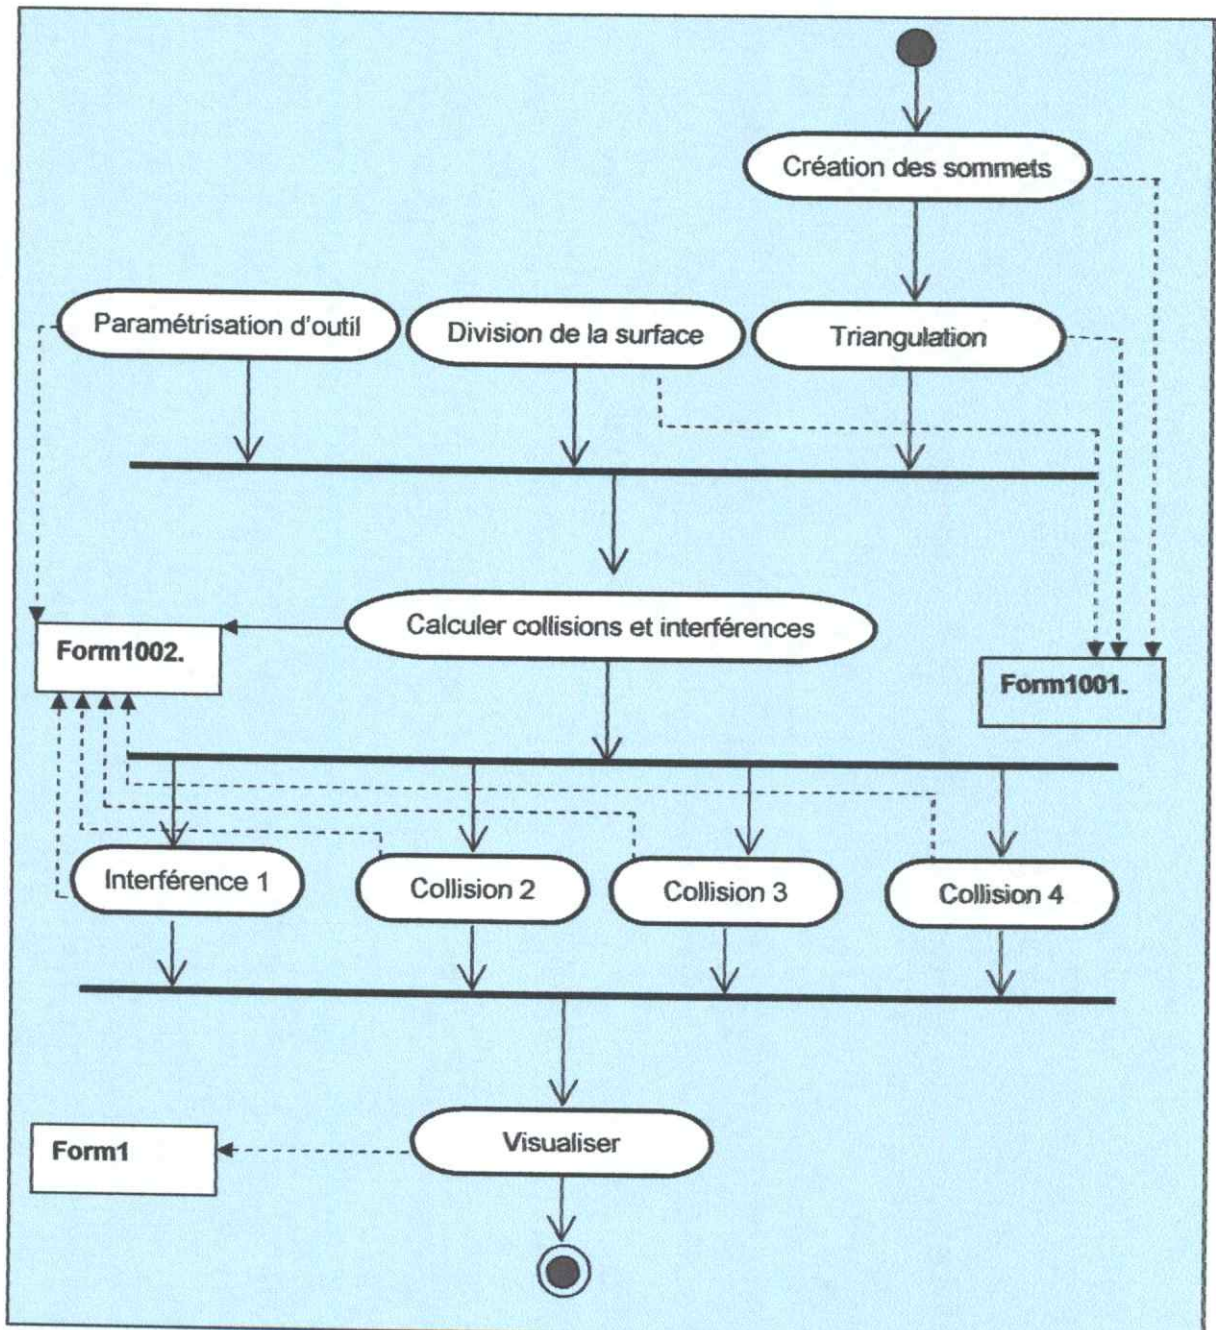 Création des sommets
Paramétrisation d'outil
Division de la surface
Triangulation
Calculer collisions et interférences
Form1002.
Form1001.
Interférence 1
Collision 2
Collision 3
Collision 4
Visualiser
Form1